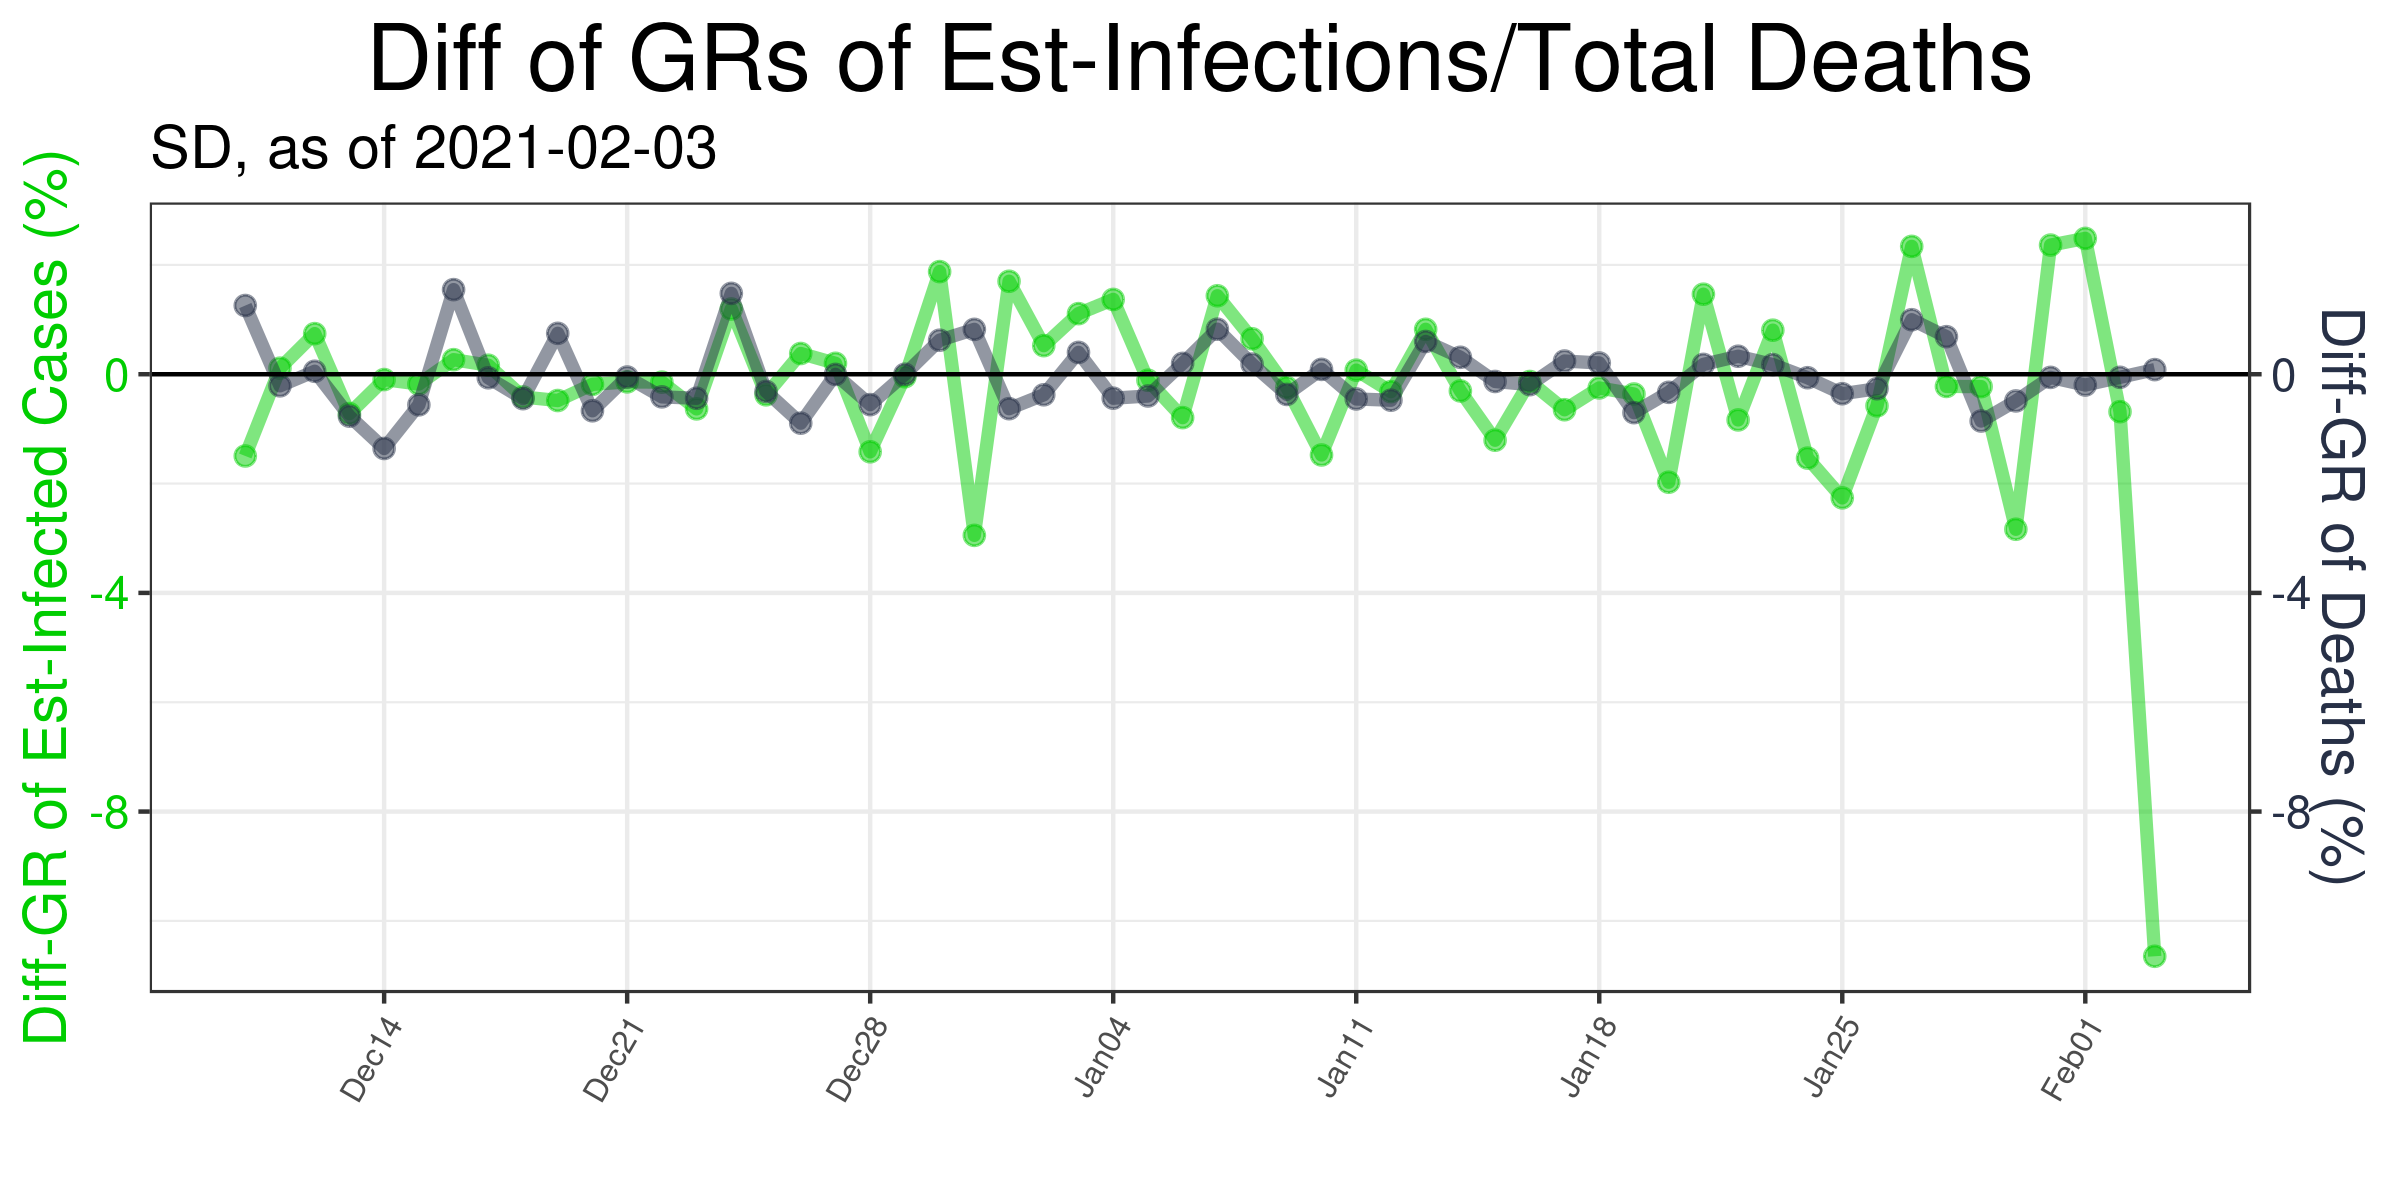 Diff of GRs of Est-Infections/Total Deaths
SD, as of 2021-02-03
Diff-GR of Est-Infected Cases (%)
0
-4
-8
Diff-GR of Deaths (%)
0
-4
-8
Dec14
Dec21
Dec28
Jan04
Jan11
Jan18
Jan25
Feb01